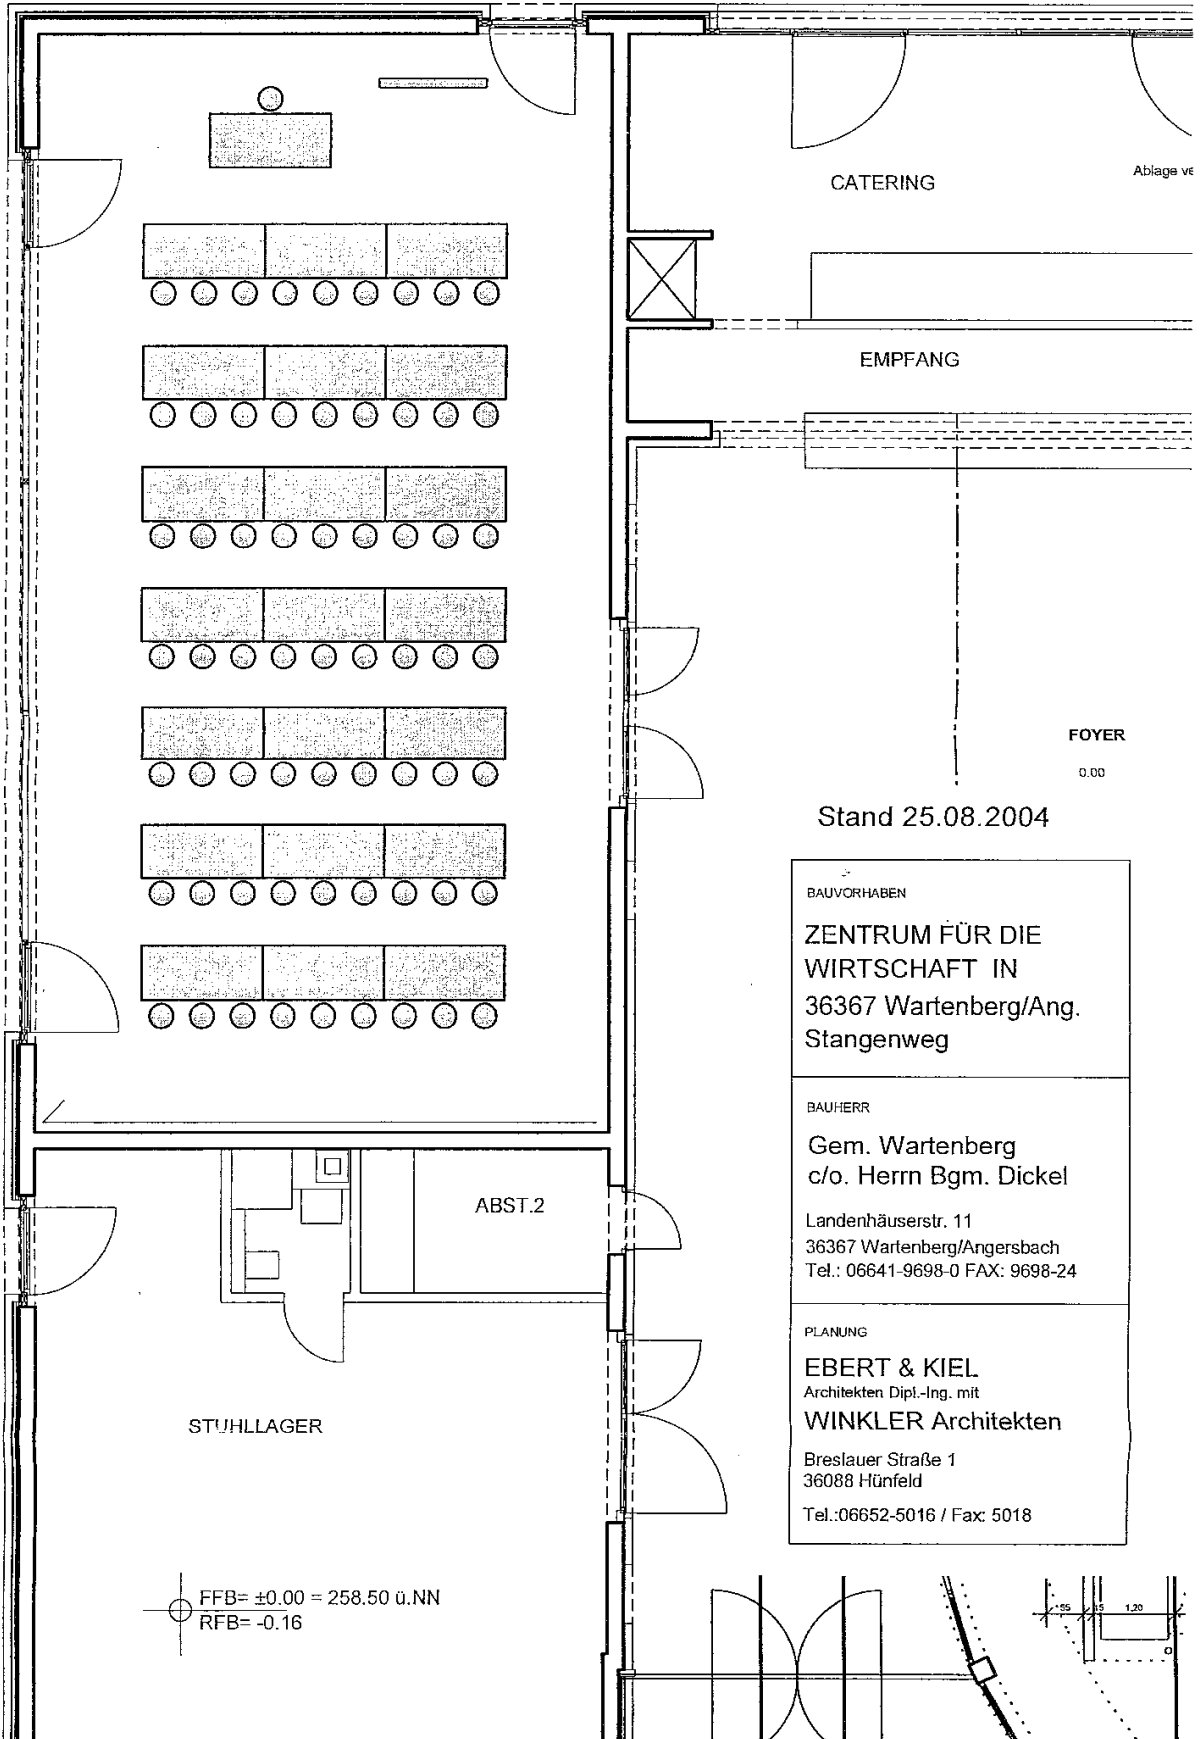 CATERING
Ablage ve
EMPFANG
FOYER
0.00
Stand 25.08.2004
BAUVORHABEN
ZENTRUM FÜR DIE
WIRTSCHAFT IN
36367 Wartenberg/Ang.
Stangenweg
BAUHERR
Gem. Wartenberg
c/o. Herrn Bgm. Dickel
Landenhäuserstr. 11
36367 Wartenberg/Angersbach
Tel.: 06641-9698-0 FAX: 9698-24
PLANUNG
EBERT & KIEL
Architekten Dipl.-Ing. mit
WINKLER Architekten
Breslauer Straße 1
36088 Hünfeld
Tel.:06652-5016 / Fax: 5018
ABST.2
STUHLLAGER
FFB= ±0.00 = 258.50 ü.NN
RFB= -0.16
1.20